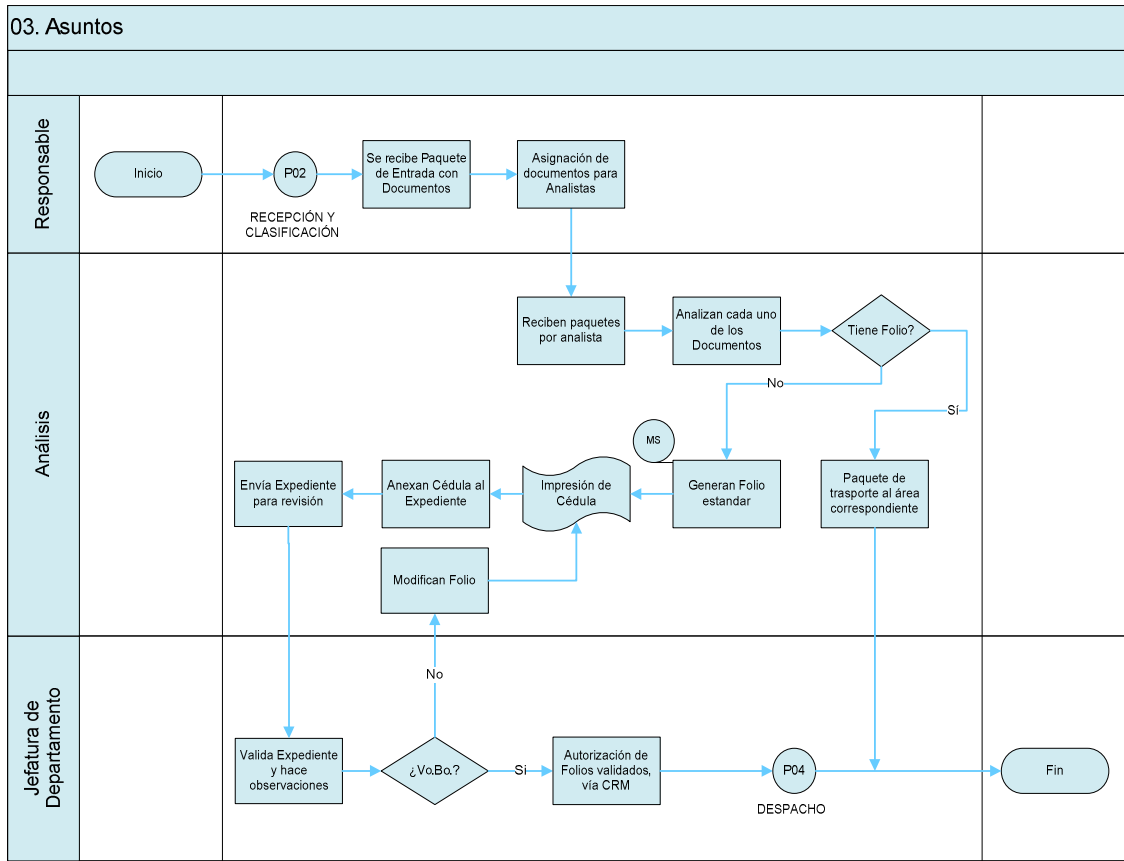 03. Asuntos
Responsable
Inicio
P02
RECEPCIÓN Y
CLASIFICACIÓN
Se recibe Paquete
de Entrada con
Documentos
Asignación de
documentos para
Analistas
Análisis
Reciben paquetes
por analista
Analizan cada uno
de los
Documentos
Tiene Folio?
No
Sí
MS
Envía Expediente
para revisión
Anexan Cédula al
Expediente
Impresión de
Cédula
Generan Folio
estandar
Paquete de
trasporte al área
correspondiente
Modifican Folio
No
Jefatura de
Departamento
Valida Expediente
y hace
observaciones
¿Vo.Bo.?
Si
Autorización de
Folios validados,
vía CRM
P04
DESPACHO
Fin